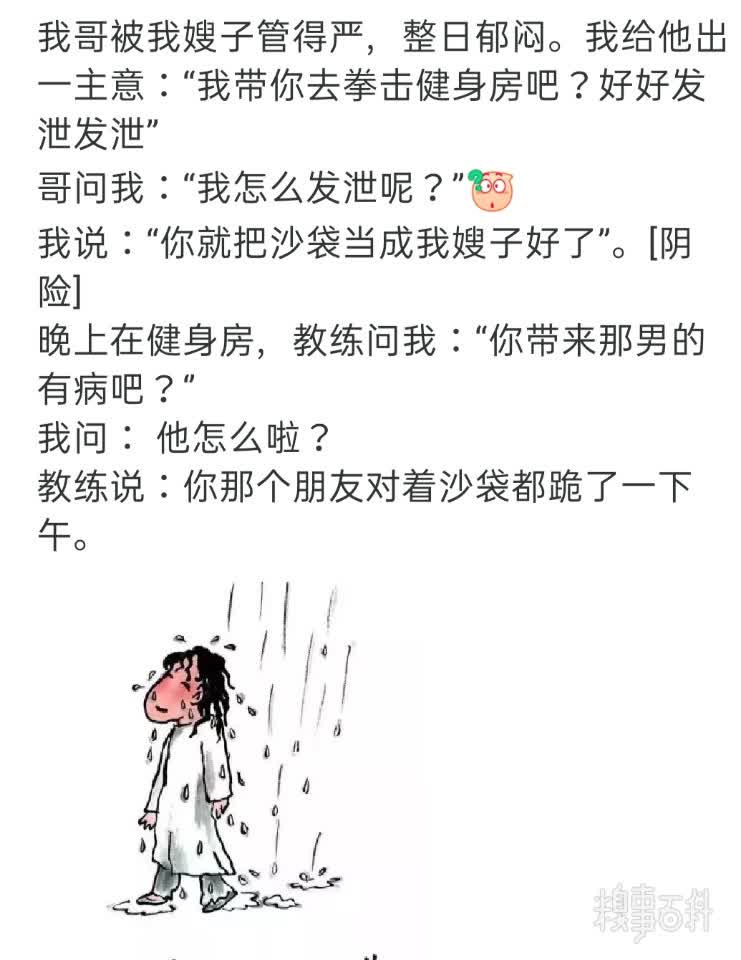 我哥被我嫂子管得严，整日郁闷。我给他出
一主意：“我带你去拳击健身房吧？好好发
泄发泄”
哥问我：“我怎么发泄呢？”
我说：“你就把沙袋当成我嫂子好了”。[阴
险]
晚上在健身房，教练问我：“你带来那男的
有病吧？”
我问： 他怎么啦？
教练说：你那个朋友对着沙袋都跪了一下
午。
糗事百科